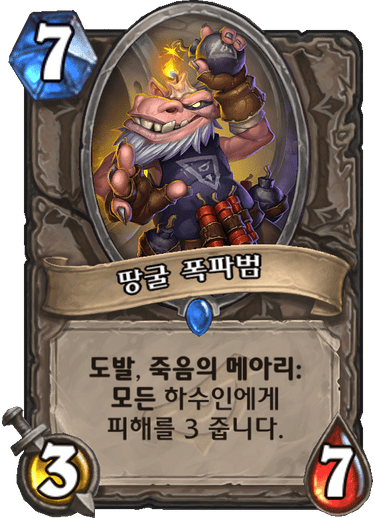 7
땅굴 폭파범
도발, 죽음의 메아리:
모든 하수인에게
피해를 3 줍니다.
3
7